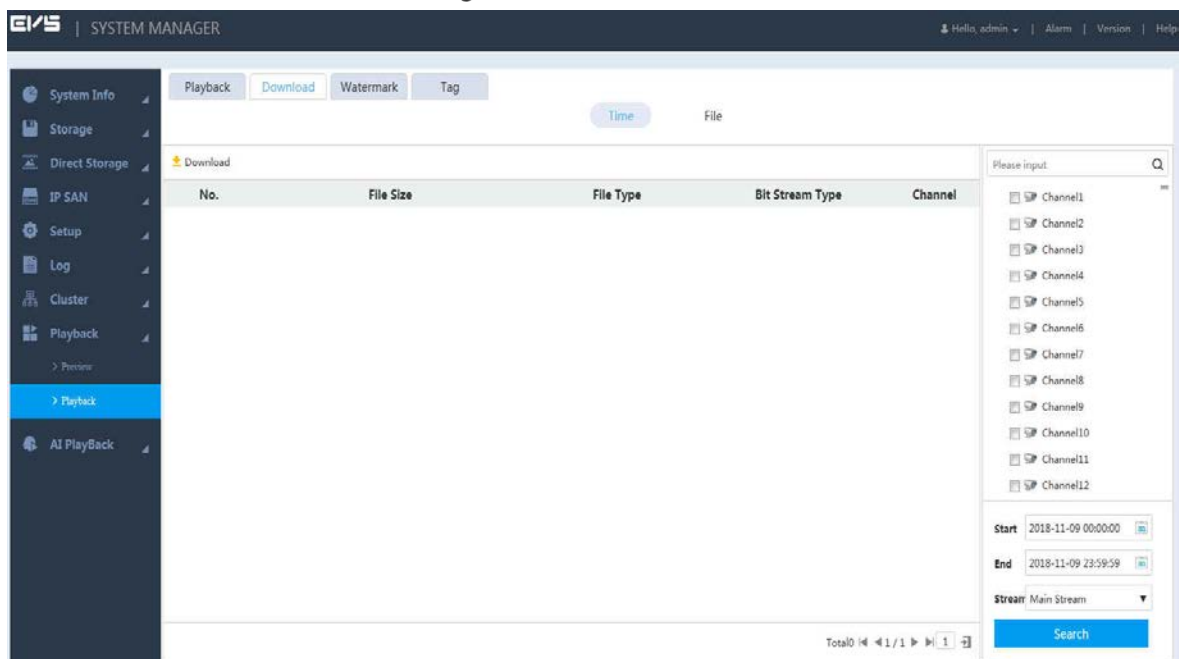 EVS | SYSTEM MANAGER
Hello, admin | Alarm | Version | Help
System Info
Storage
Direct Storage
IP SAN
Setup
Log
Cluster
Playback
> Preview
> Playback
AI PlayBack
Playback Download Watermark Tag
Time File
Download
No. File Size File Type Bit Stream Type Channel
Please input
Channel1
Channel2
Channel3
Channel4
Channel5
Channel6
Channel7
Channel8
Channel9
Channel10
Channel11
Channel12
Start 2018-11-09 00:00:00
End 2018-11-09 23:59:59
Stream Main Stream
Search
Total0 1/1 1